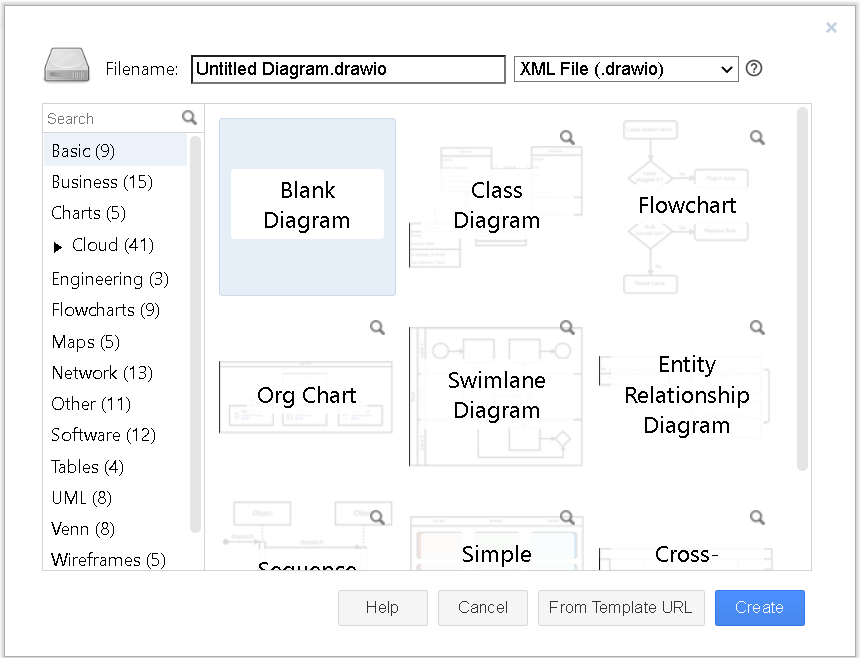 Filename: Untitled Diagram.drawio XML File (.drawio)
Search
Basic (9)
Business (15)
Charts (5)
Cloud (41)
Engineering (3)
Flowcharts (9)
Maps (5)
Network (13)
Other (11)
Software (12)
Tables (4)
UML (8)
Venn (8)
Wireframes (5)
Blank
Diagram
Class
Diagram
Flowchart
Org Chart
Swimlane
Diagram
Entity
Relationship
Diagram
Object
dispatch
dispatch
Sequence
Simple
Cross-
Help Cancel From Template URL Create